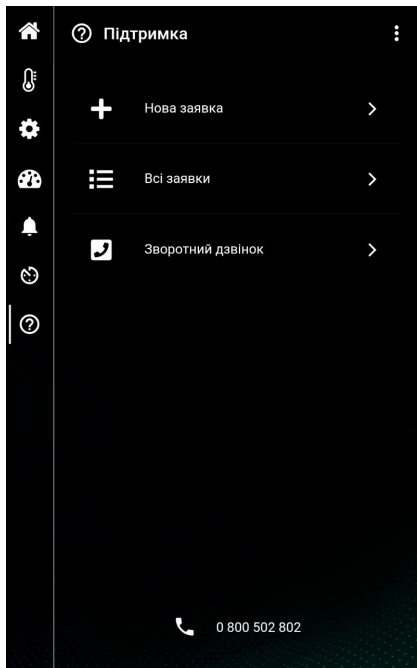 Підтримка
Нова заявка
Всі заявки
Зворотний дзвінок
0 800 502 802